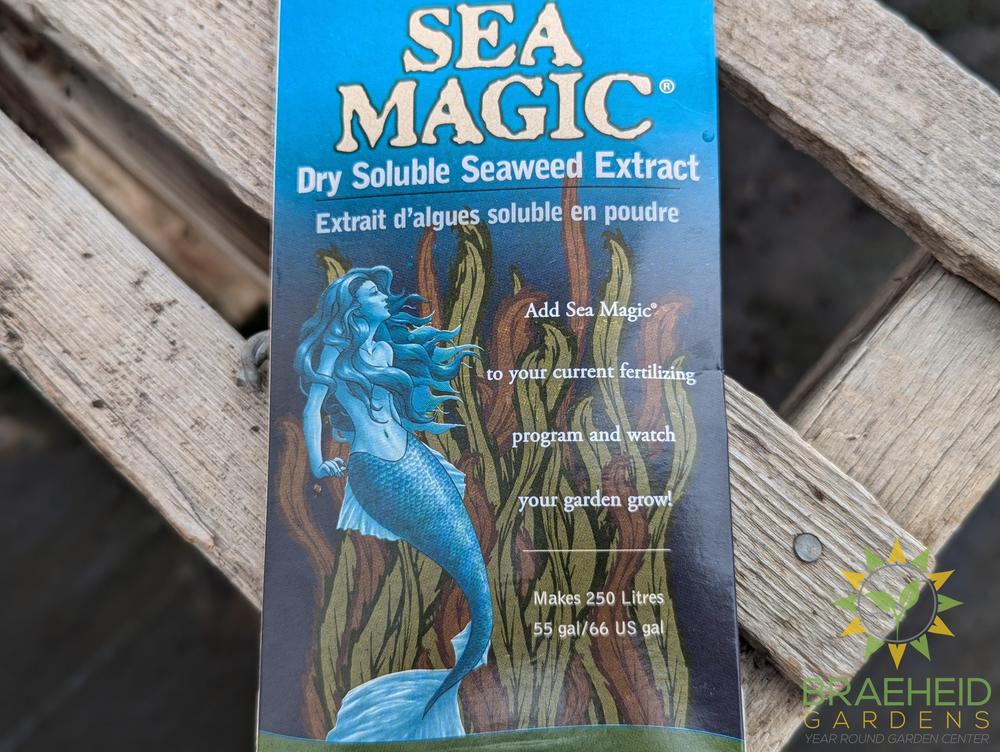 SEA
MAGIC®
Dry Soluble Seaweed Extract
Extrait d'algues soluble en poudre
Add Sea Magic®
to your current fertilizing
program and watch
your garden grow!
Makes 250 Litres
55 gal/66 US gal
BRAEHEID
GARDENS
YEAR ROUND GARDEN CENTER